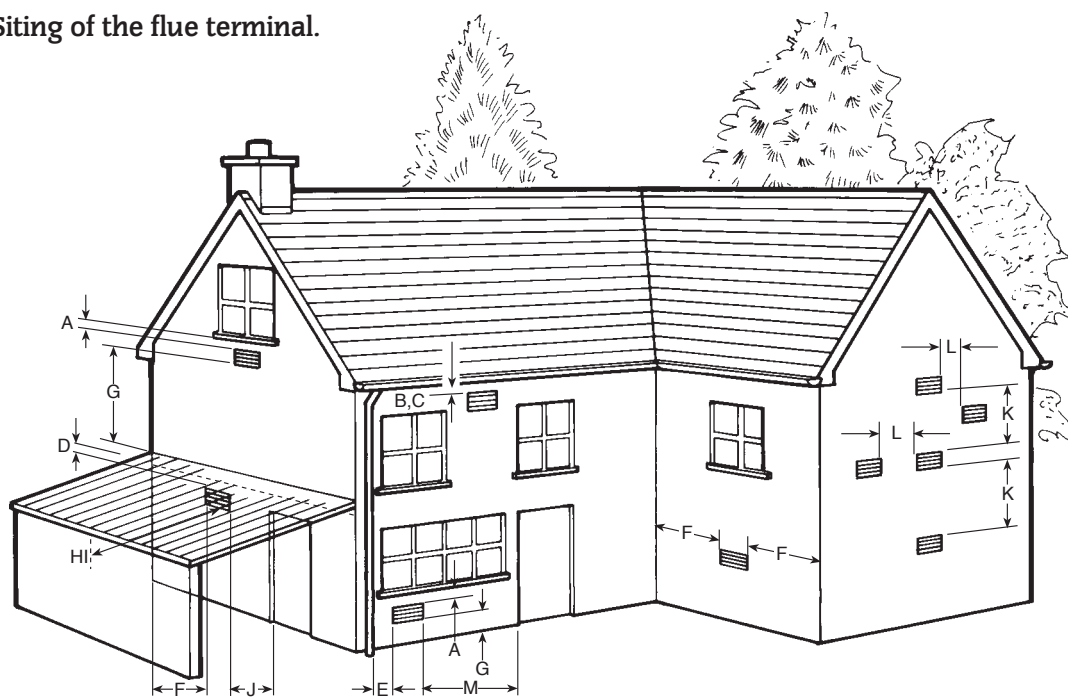 Siting of the flue terminal.
A
G
D
HI
F
J
B,C
E
A
G
M
F
F
L
K
L
K